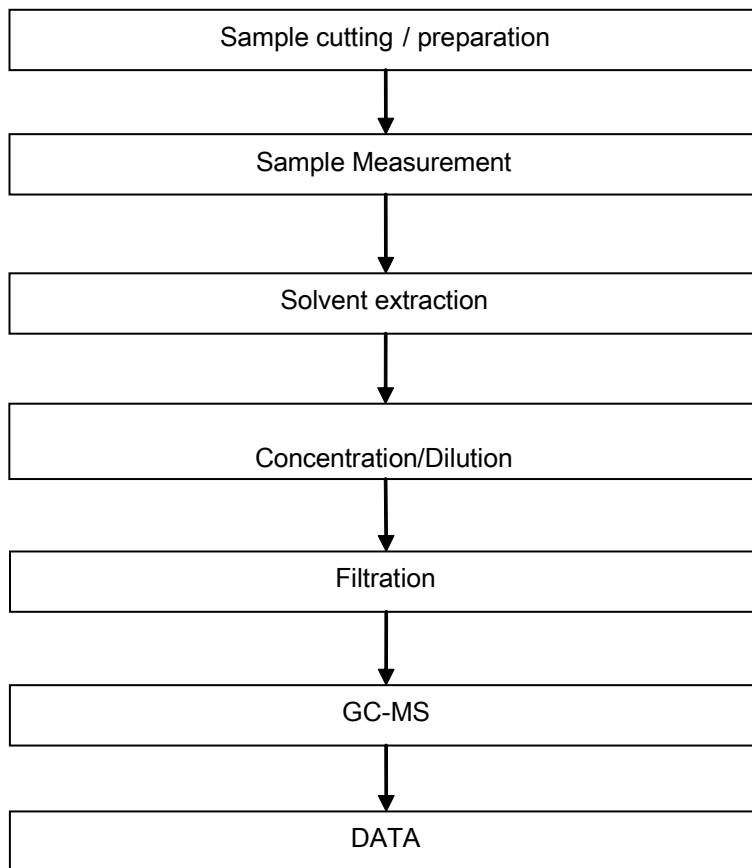 Sample cutting / preparation
Sample Measurement
Solvent extraction
Concentration/Dilution
Filtration
GC-MS
DATA